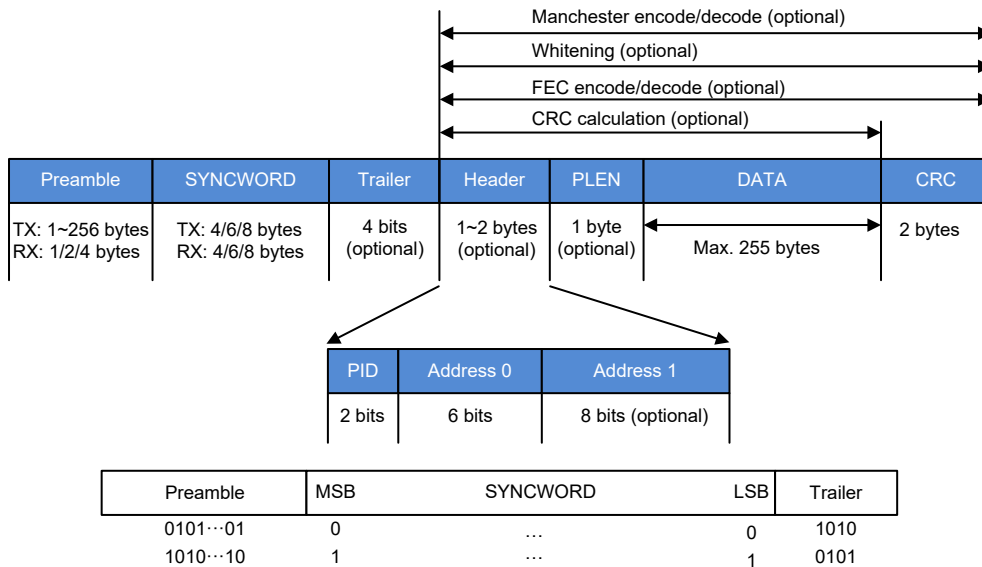 Manchester encode/decode (optional)
Whitening (optional)
FEC encode/decode (optional)
CRC calculation (optional)
Preamble SYNCWORD Trailer Header PLEN DATA CRC
TX: 1~256 bytes TX: 4/6/8 bytes 4 bits 1~2 bytes 1 byte 2 bytes
RX: 1/2/4 bytes RX: 4/6/8 bytes (optional) (optional) (optional) Max. 255 bytes
PID Address 0 Address 1
2 bits 6 bits 8 bits (optional)
Preamble MSB SYNCWORD LSB Trailer
0101⋯01 0 … 0 1010
1010⋯10 1 … 1 0101